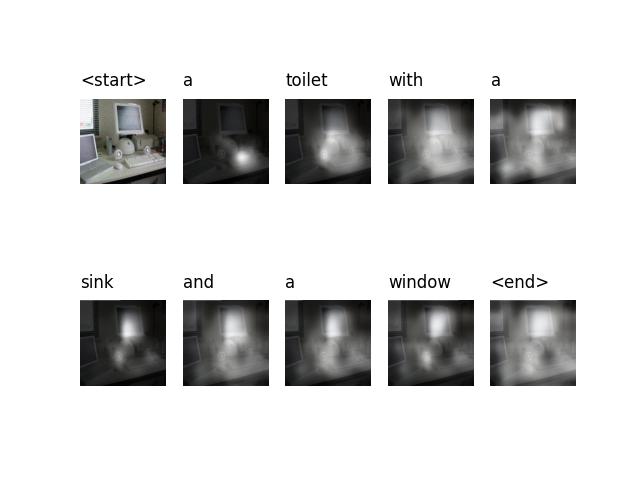 <start> a toilet with a
sink and a window <end>